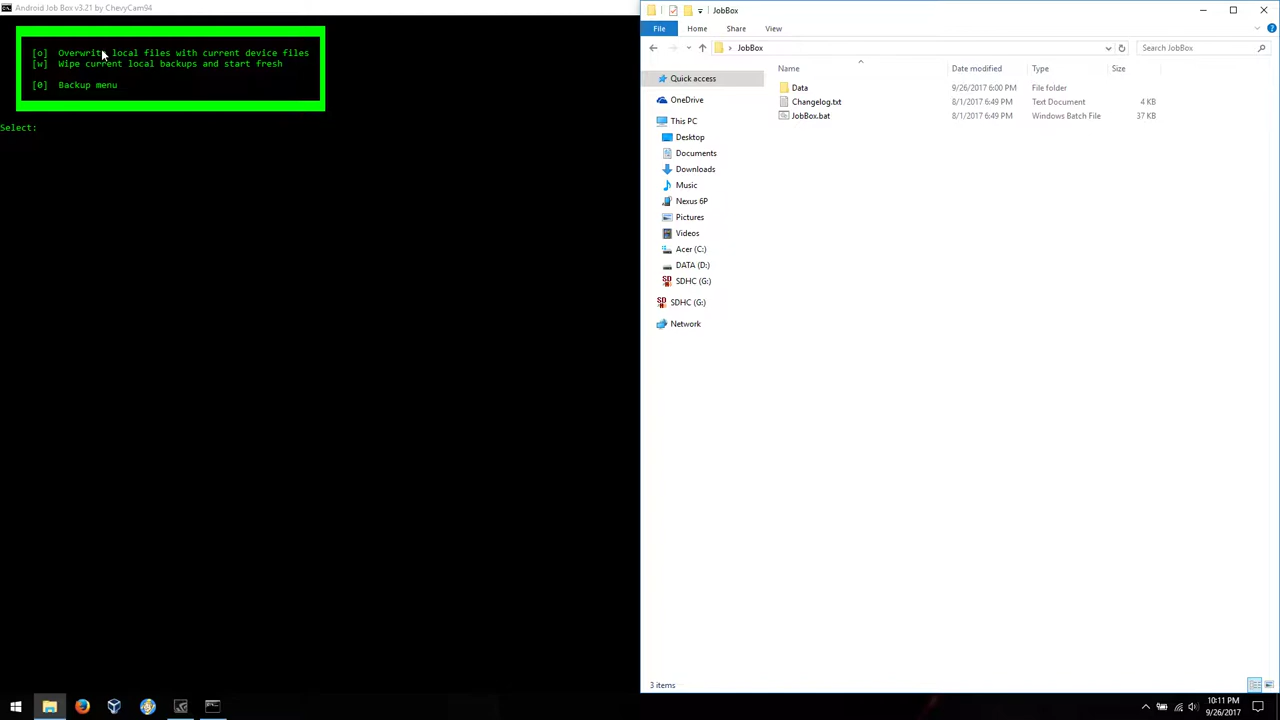 Android Job Box v3.21 by ChevyCam94
[o] Overwrite local files with current device files
[w] Wipe current local backups and start fresh
[0] Backup menu
Select:
JobBox
File Home Share View
JobBox
Search JobBox
Name Date modified Type Size
Quick access
OneDrive
This PC
Desktop
Documents
Downloads
Music
Nexus 6P
Pictures
Videos
Acer (C:)
DATA (D:)
SDHC (G:)
SDHC (G:)
Network
Data 9/26/2017 6:00 PM File folder
Changelog.txt 8/1/2017 6:49 PM Text Document 4 KB
JobBox.bat 8/1/2017 6:49 PM Windows Batch File 37 KB
3 items
10:11 PM
9/26/2017